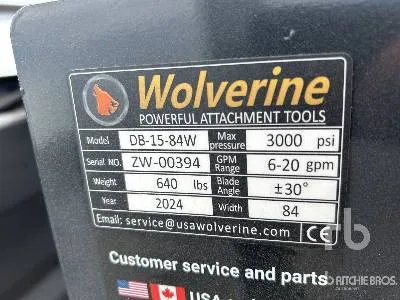 Wolverine
POWERFUL ATTACHMENT TOOLS
Model DB-15-84W Max pressure 3000 psi
Serial NO. ZW-00394 GPM Range 6-20 gpm
Weight 640 lbs Blade Angle ±30°
Year 2024 Width 84
Email: service@usawolverine.com CE
Customer service and parts
rb
RITCHIE BROS.